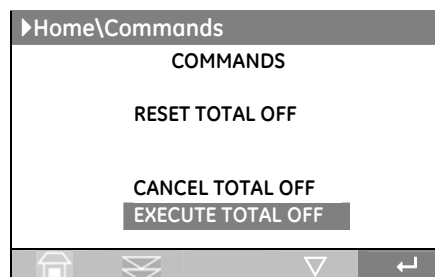 Home\Commands
COMMANDS
RESET TOTAL OFF
CANCEL TOTAL OFF
EXECUTE TOTAL OFF